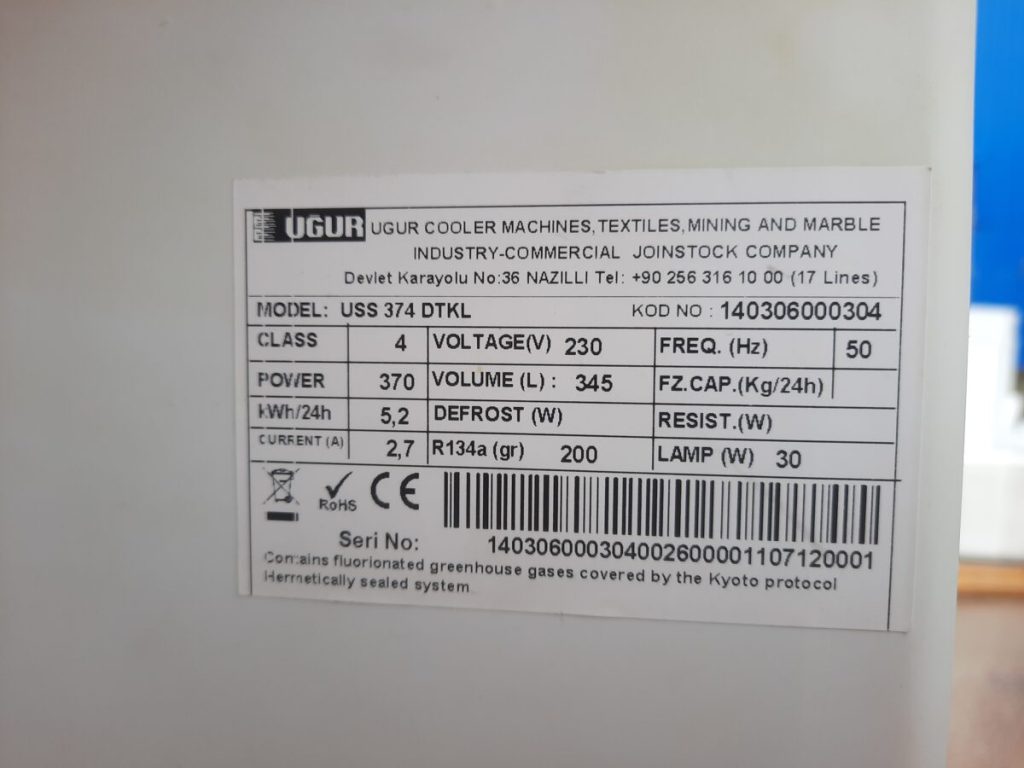 UĞUR UGUR COOLER MACHINES, TEXTILES, MINING AND MARBLE
INDUSTRY-COMMERCIAL JOINSTOCK COMPANY
Devlet Karayolu No:36 NAZILLI Tel: +90 256 316 10 00 (17 Lines)
MODEL: USS 374 DTKL KOD NO : 140306000304
CLASS 4 VOLTAGE(V) 230 FREQ. (Hz) 50
POWER 370 VOLUME (L) : 345 FZ.CAP.(Kg/24h)
kWh/24h 5,2 DEFROST (W) RESIST.(W)
CURRENT (A) 2,7 R134a (gr) 200 LAMP (W) 30
RoHS CE
Seri No: 1403060003040026000001107120001
Contains fluorionated greenhouse gases covered by the Kyoto protocol
Hermetically sealed system